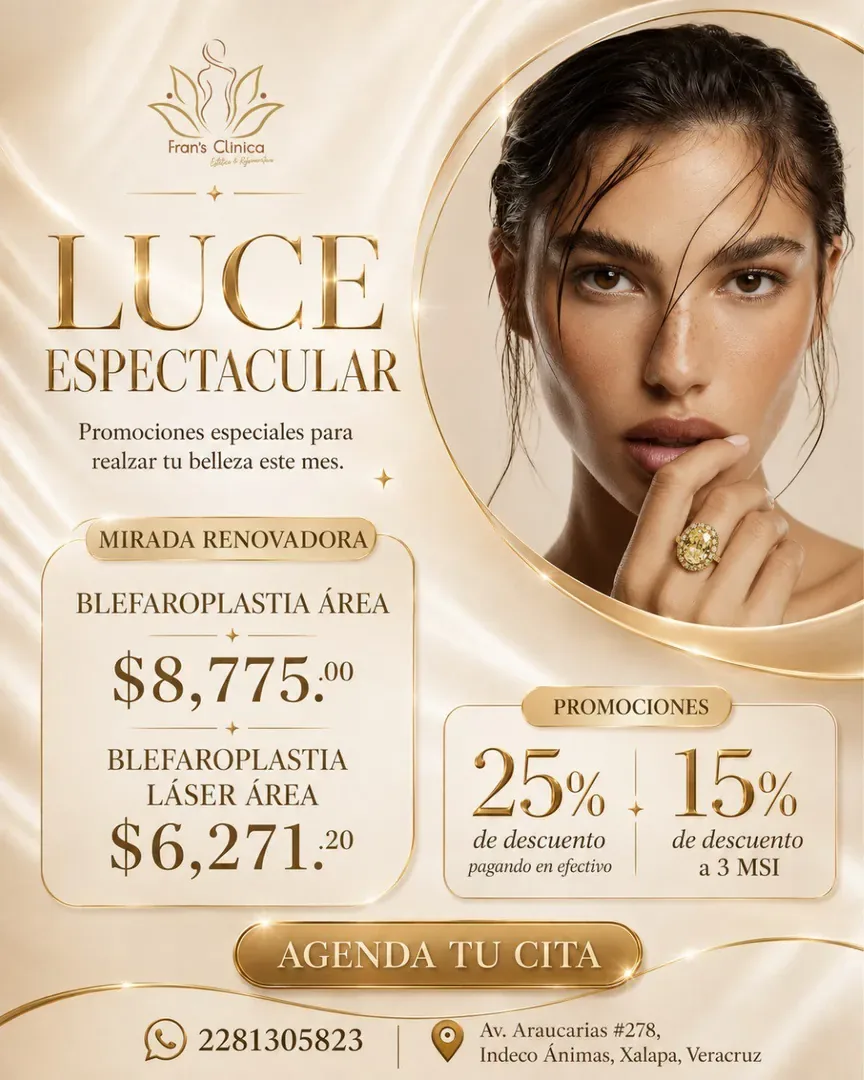 Fran's Clinica
LUCE
ESPECTACULAR
Promociones especiales para
realzar tu belleza este mes.
MIRADA RENOVADORA
BLEFAROPLASTIA ÁREA
$8,775.00
BLEFAROPLASTIA
LÁSER ÁREA
$6,271.20
PROMOCIONES
25%
de descuento
pagando en efectivo
15%
de descuento
a 3 MSI
AGENDA TU CITA
2281305823
Av. Araucarias #278,
Indeco Ánimas, Xalapa, Veracruz